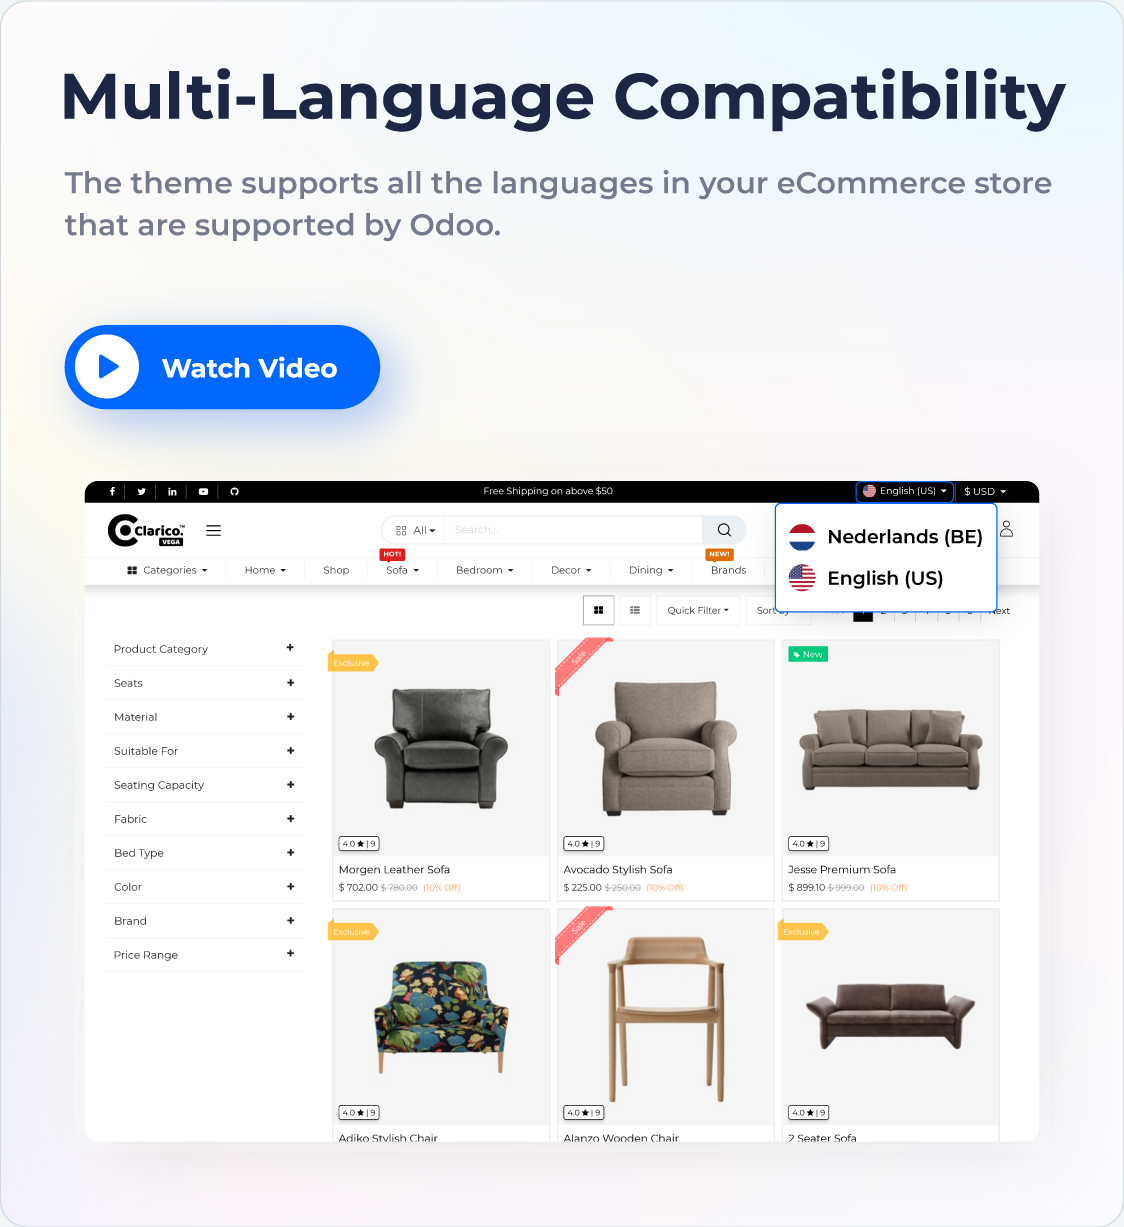 Multi-Language Compatibility
The theme supports all the languages in your eCommerce store
that are supported by Odoo.
Watch Video
Free Shipping on above $50
English (US)
$ USD
Clarico™
VEGA
All
Search...
Nederlands (BE)
English (US)
HOT!
NEW!
Categories
Home
Shop
Sofa
Bedroom
Decor
Dining
Brands
Quick Filter
Sort by
Next
Product Category
Seats
Material
Suitable For
Seating Capacity
Fabric
Bed Type
Color
Brand
Price Range
Exclusive
Sale
New
4.0 ★ | 9
4.0 ★ | 9
4.0 ★ | 9
Morgen Leather Sofa
$ 702.00 $ 780.00 (10% Off)
Avocado Stylish Sofa
$ 225.00 $ 250.00 (10% Off)
Jesse Premium Sofa
$ 899.10 $ 999.00 (10% Off)
Exclusive
Sale
Exclusive
4.0 ★ | 9
4.0 ★ | 9
4.0 ★ | 9
Adiko Stylish Chair
Alanzo Wooden Chair
2 Seater Sofa